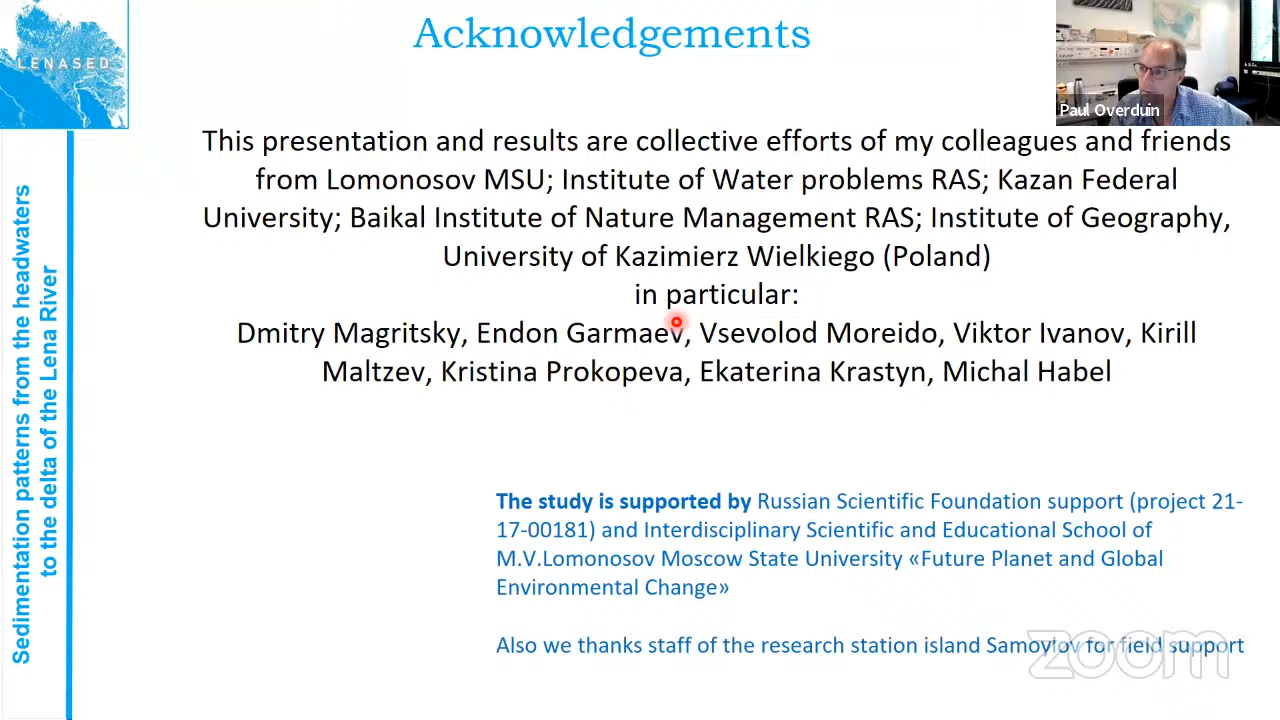 Acknowledgements
LENASED
Paul Overduin
This presentation and results are collective efforts of my colleagues and friends
from Lomonosov MSU; Institute of Water problems RAS; Kazan Federal
University; Baikal Institute of Nature Management RAS; Institute of Geography,
University of Kazimierz Wielkiego (Poland)
in particular:
Dmitry Magritsky, Endon Garmaev, Vsevolod Moreido, Viktor Ivanov, Kirill
Maltzev, Kristina Prokopeva, Ekaterina Krastyn, Michal Habel
Sedimentation patterns from the headwaters
to the delta of the Lena River
The study is supported by Russian Scientific Foundation support (project 21-
17-00181) and Interdisciplinary Scientific and Educational School of
M.V.Lomonosov Moscow State University «Future Planet and Global
Environmental Change»
Also we thanks staff of the research station island Samoylov for field support
zoom